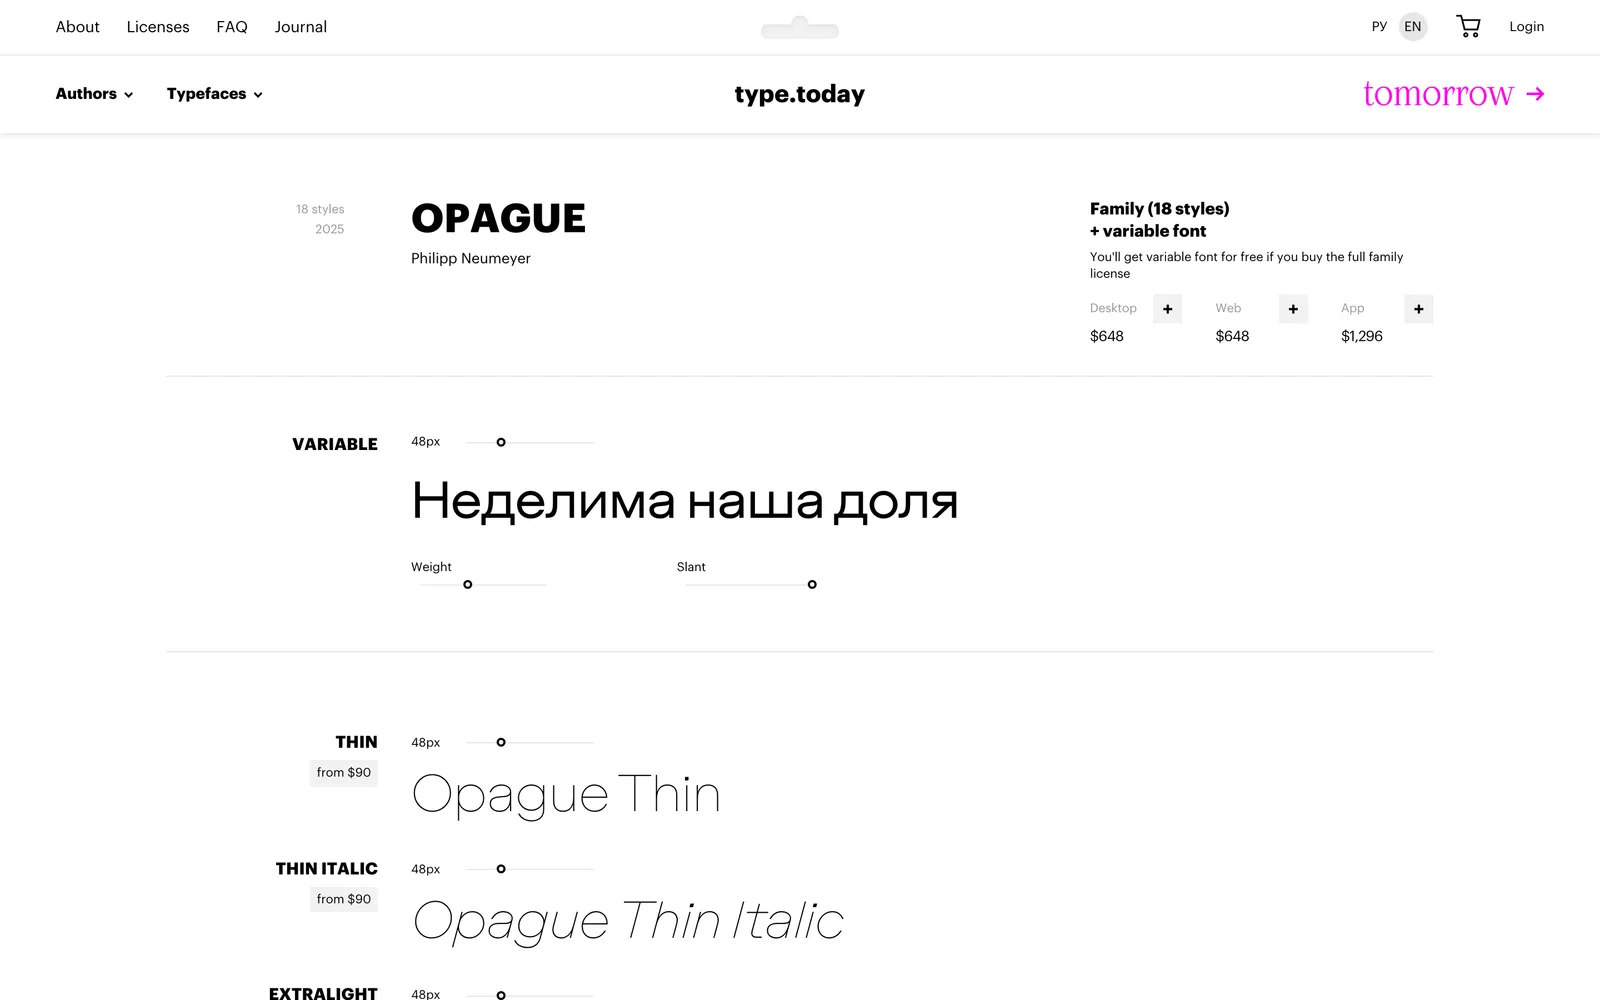 About Licenses FAQ Journal
РУ EN Login
Authors Typefaces
type.today
tomorrow →
18 styles
2025
OPAGUE
Philipp Neumeyer
Family (18 styles)
+ variable font
You'll get variable font for free if you buy the full family
license
Desktop + Web + App +
$648 $648 $1,296
VARIABLE 48px
Неделима наша доля
Weight Slant
THIN 48px
from $90
Opague Thin
THIN ITALIC 48px
from $90
Opague Thin Italic
EXTRALIGHT 48px